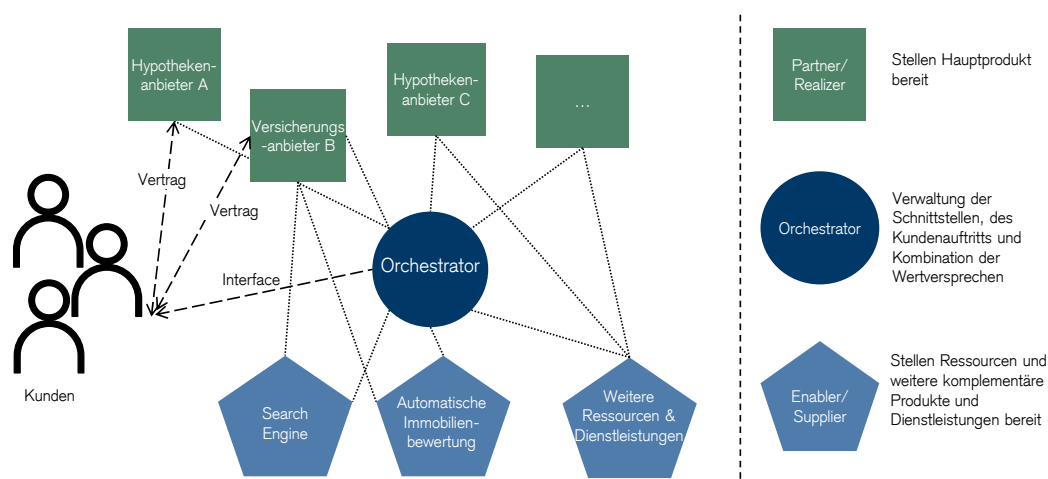 Hypotheken-
anbieter A
Versicherungs
-anbieter B
Hypotheken-
anbieter C
...
Vertrag
Vertrag
Interface
Orchestrator
Kunden
Search
Engine
Automatische
Immobilien-
bewertung
Weitere
Ressourcen &
Dienstleistungen
Partner/
Realizer
Stellen Hauptprodukt
bereit
Orchestrator
Verwaltung der
Schnittstellen, des
Kundenauftritts und
Kombination der
Wertversprechen
Enabler/
Supplier
Stellen Ressourcen und
weitere komplementäre
Produkte und
Dienstleistungen bereit